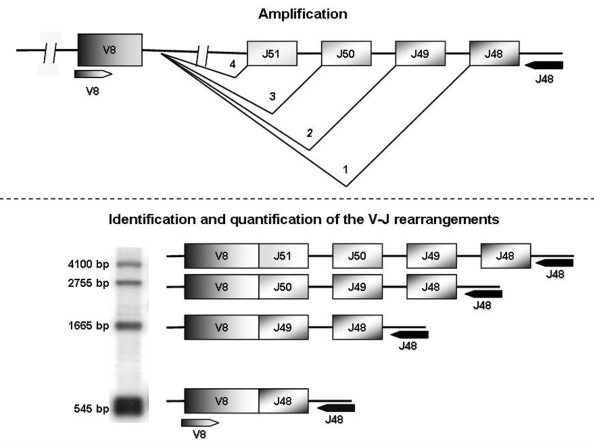 Amplification
V8 J51 J50 J49 J48
4
V8
J48
3
2
1
Identification and quantification of the V-J rearrangements
4100 bp V8 J51 J50 J49 J48
J48
2755 bp V8 J50 J49 J48
J48
1665 bp V8 J49 J48
J48
545 bp V8 J48
J48
V8